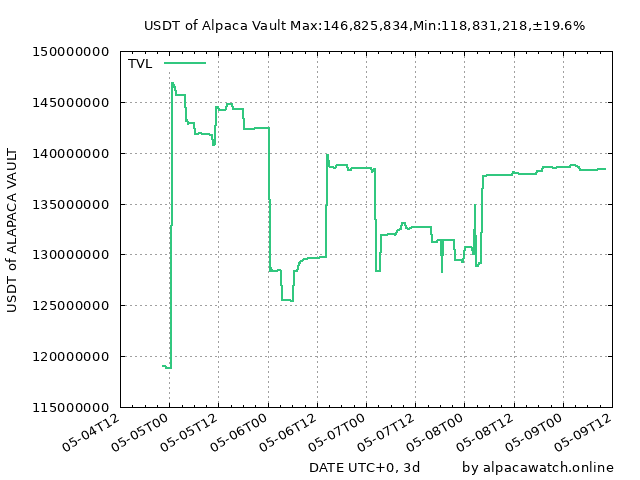 USDT of Alpaca Vault Max:146,825,834,Min:118,831,218,±19.6%
TVL
150000000
145000000
140000000
135000000
130000000
125000000
120000000
115000000
USDT of ALAPACA VAULT
05-04T12
05-05T00
05-05T12
05-06T00
05-06T12
05-07T00
05-07T12
05-08T00
05-08T12
05-09T00
05-09T12
DATE UTC+0, 3d
by alpacawatch.online